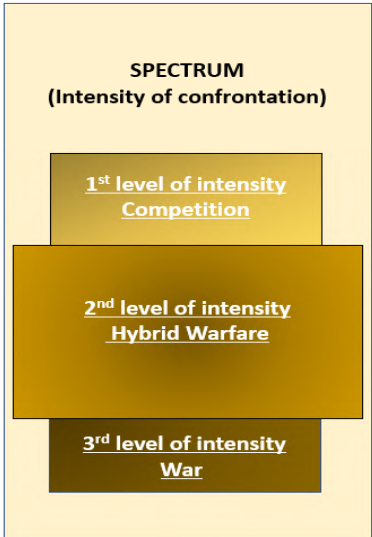 SPECTRUM
(Intensity of confrontation)
1st level of intensity
Competition
2nd level of intensity
Hybrid Warfare
3rd level of intensity
War